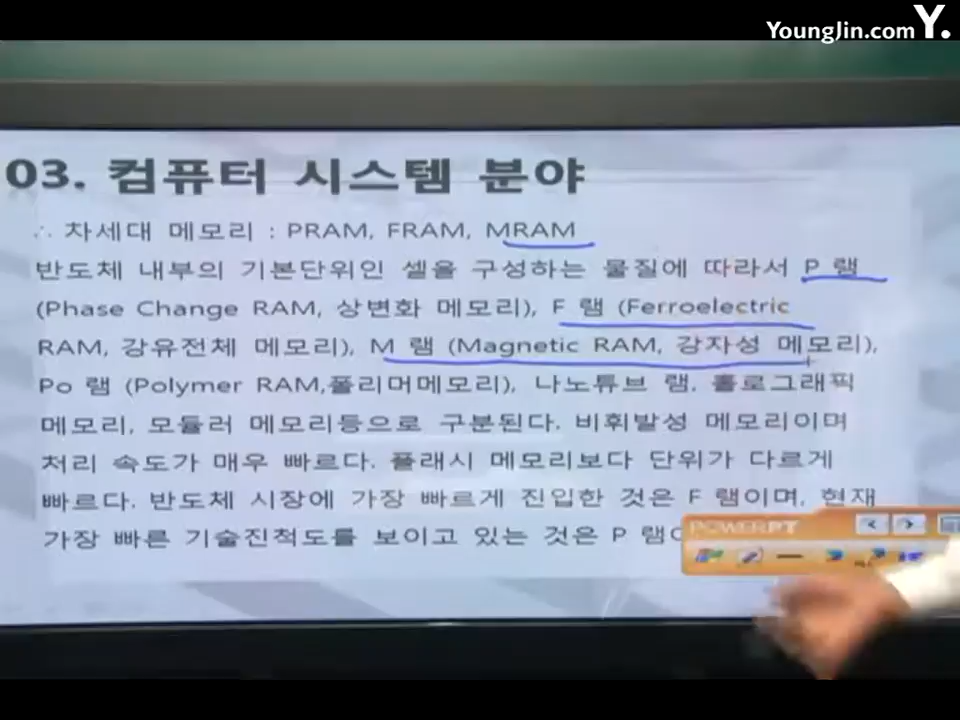 YoungJin.com Y.
03. 컴퓨터 시스템 분야
∴ 차세대 메모리 : PRAM, FRAM, MRAM
반도체 내부의 기본단위인 셀을 구성하는 물질에 따라서 P 램
(Phase Change RAM, 상변화 메모리), F 램 (Ferroelectric
RAM, 강유전체 메모리), M 램 (Magnetic RAM, 강자성 메모리),
Po 램 (Polymer RAM,폴리머메모리), 나노튜브 램, 홀로그래픽
메모리, 모듈러 메모리등으로 구분된다. 비휘발성 메모리이며
처리 속도가 매우 빠르다. 플래시 메모리보다 단위가 다르게
빠르다. 반도체 시장에 가장 빠르게 진입한 것은 F 램이며, 현재
가장 빠른 기술진척도를 보이고 있는 것은 P 램
POWERPT